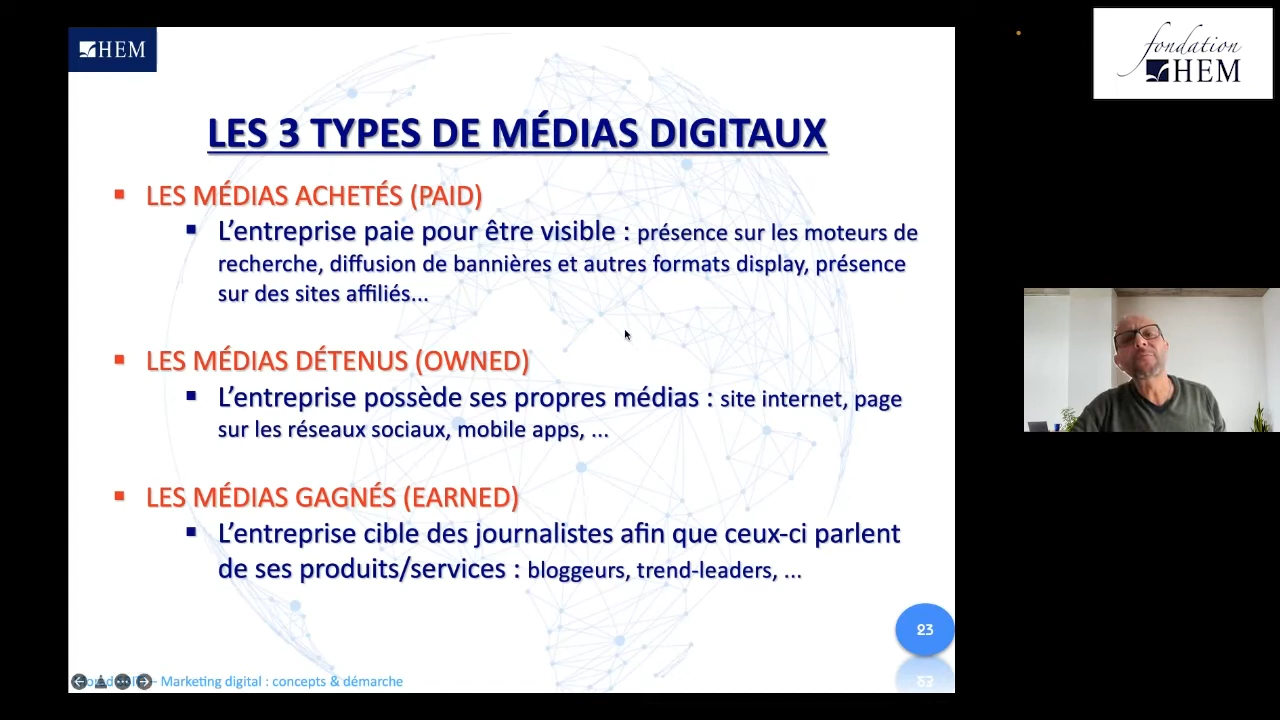 HEM
fondation
HEM
LES 3 TYPES DE MÉDIAS DIGITAUX
LES MÉDIAS ACHETÉS (PAID)
L’entreprise paie pour être visible : présence sur les moteurs de
recherche, diffusion de bannières et autres formats display, présence
sur des sites affiliés...
LES MÉDIAS DÉTENUS (OWNED)
L’entreprise possède ses propres médias : site internet, page
sur les réseaux sociaux, mobile apps, ...
LES MÉDIAS GAGNÉS (EARNED)
L’entreprise cible des journalistes afin que ceux-ci parlent
de ses produits/services : bloggeurs, trend-leaders, ...
23
– Marketing digital : concepts & démarche